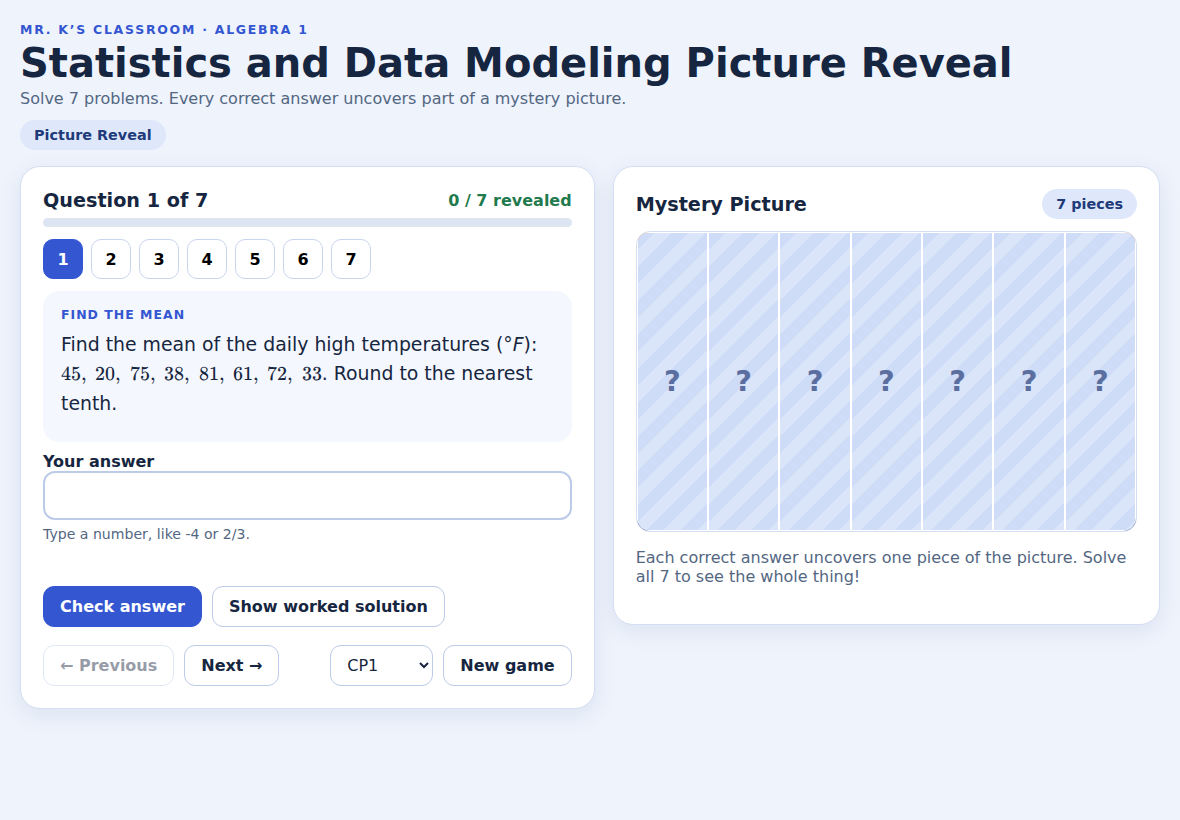 MR. K’S CLASSROOM · ALGEBRA 1
Statistics and Data Modeling Picture Reveal
Solve 7 problems. Every correct answer uncovers part of a mystery picture.
Picture Reveal
Question 1 of 7
0 / 7 revealed
1 2 3 4 5 6 7
FIND THE MEAN
Find the mean of the daily high temperatures (°F):
45, 20, 75, 38, 81, 61, 72, 33. Round to the nearest
tenth.
Your answer
Type a number, like -4 or 2/3.
Check answer
Show worked solution
← Previous
Next →
CP1
New game
Mystery Picture
7 pieces
? ? ? ? ? ? ?
Each correct answer uncovers one piece of the picture. Solve
all 7 to see the whole thing!